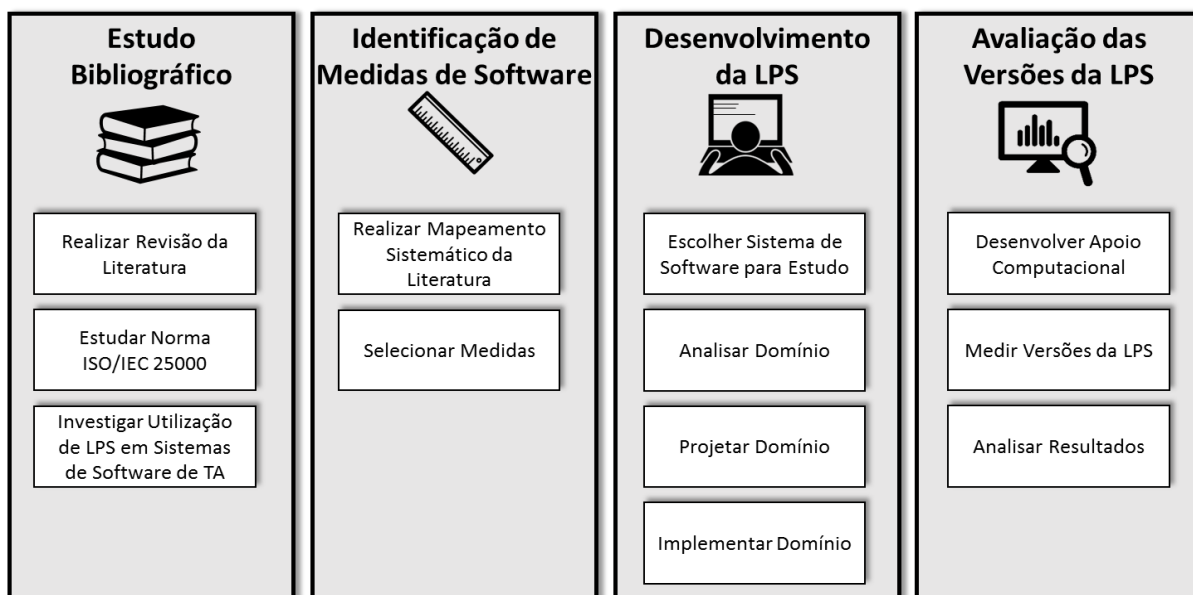 Estudo
Bibliográfico
Realizar Revisão da
Literatura
Estudar Norma
ISO/IEC 25000
Investigar Utilização
de LPS em Sistemas
de Software de TA
Identificação de
Medidas de Software
Realizar Mapeamento
Sistemático da
Literatura
Selecionar Medidas
Desenvolvimento
da LPS
Escolher Sistema de
Software para Estudo
Analisar Domínio
Projetar Domínio
Implementar Domínio
Avaliação das
Versões da LPS
Desenvolver Apoio
Computacional
Medir Versões da LPS
Analisar Resultados